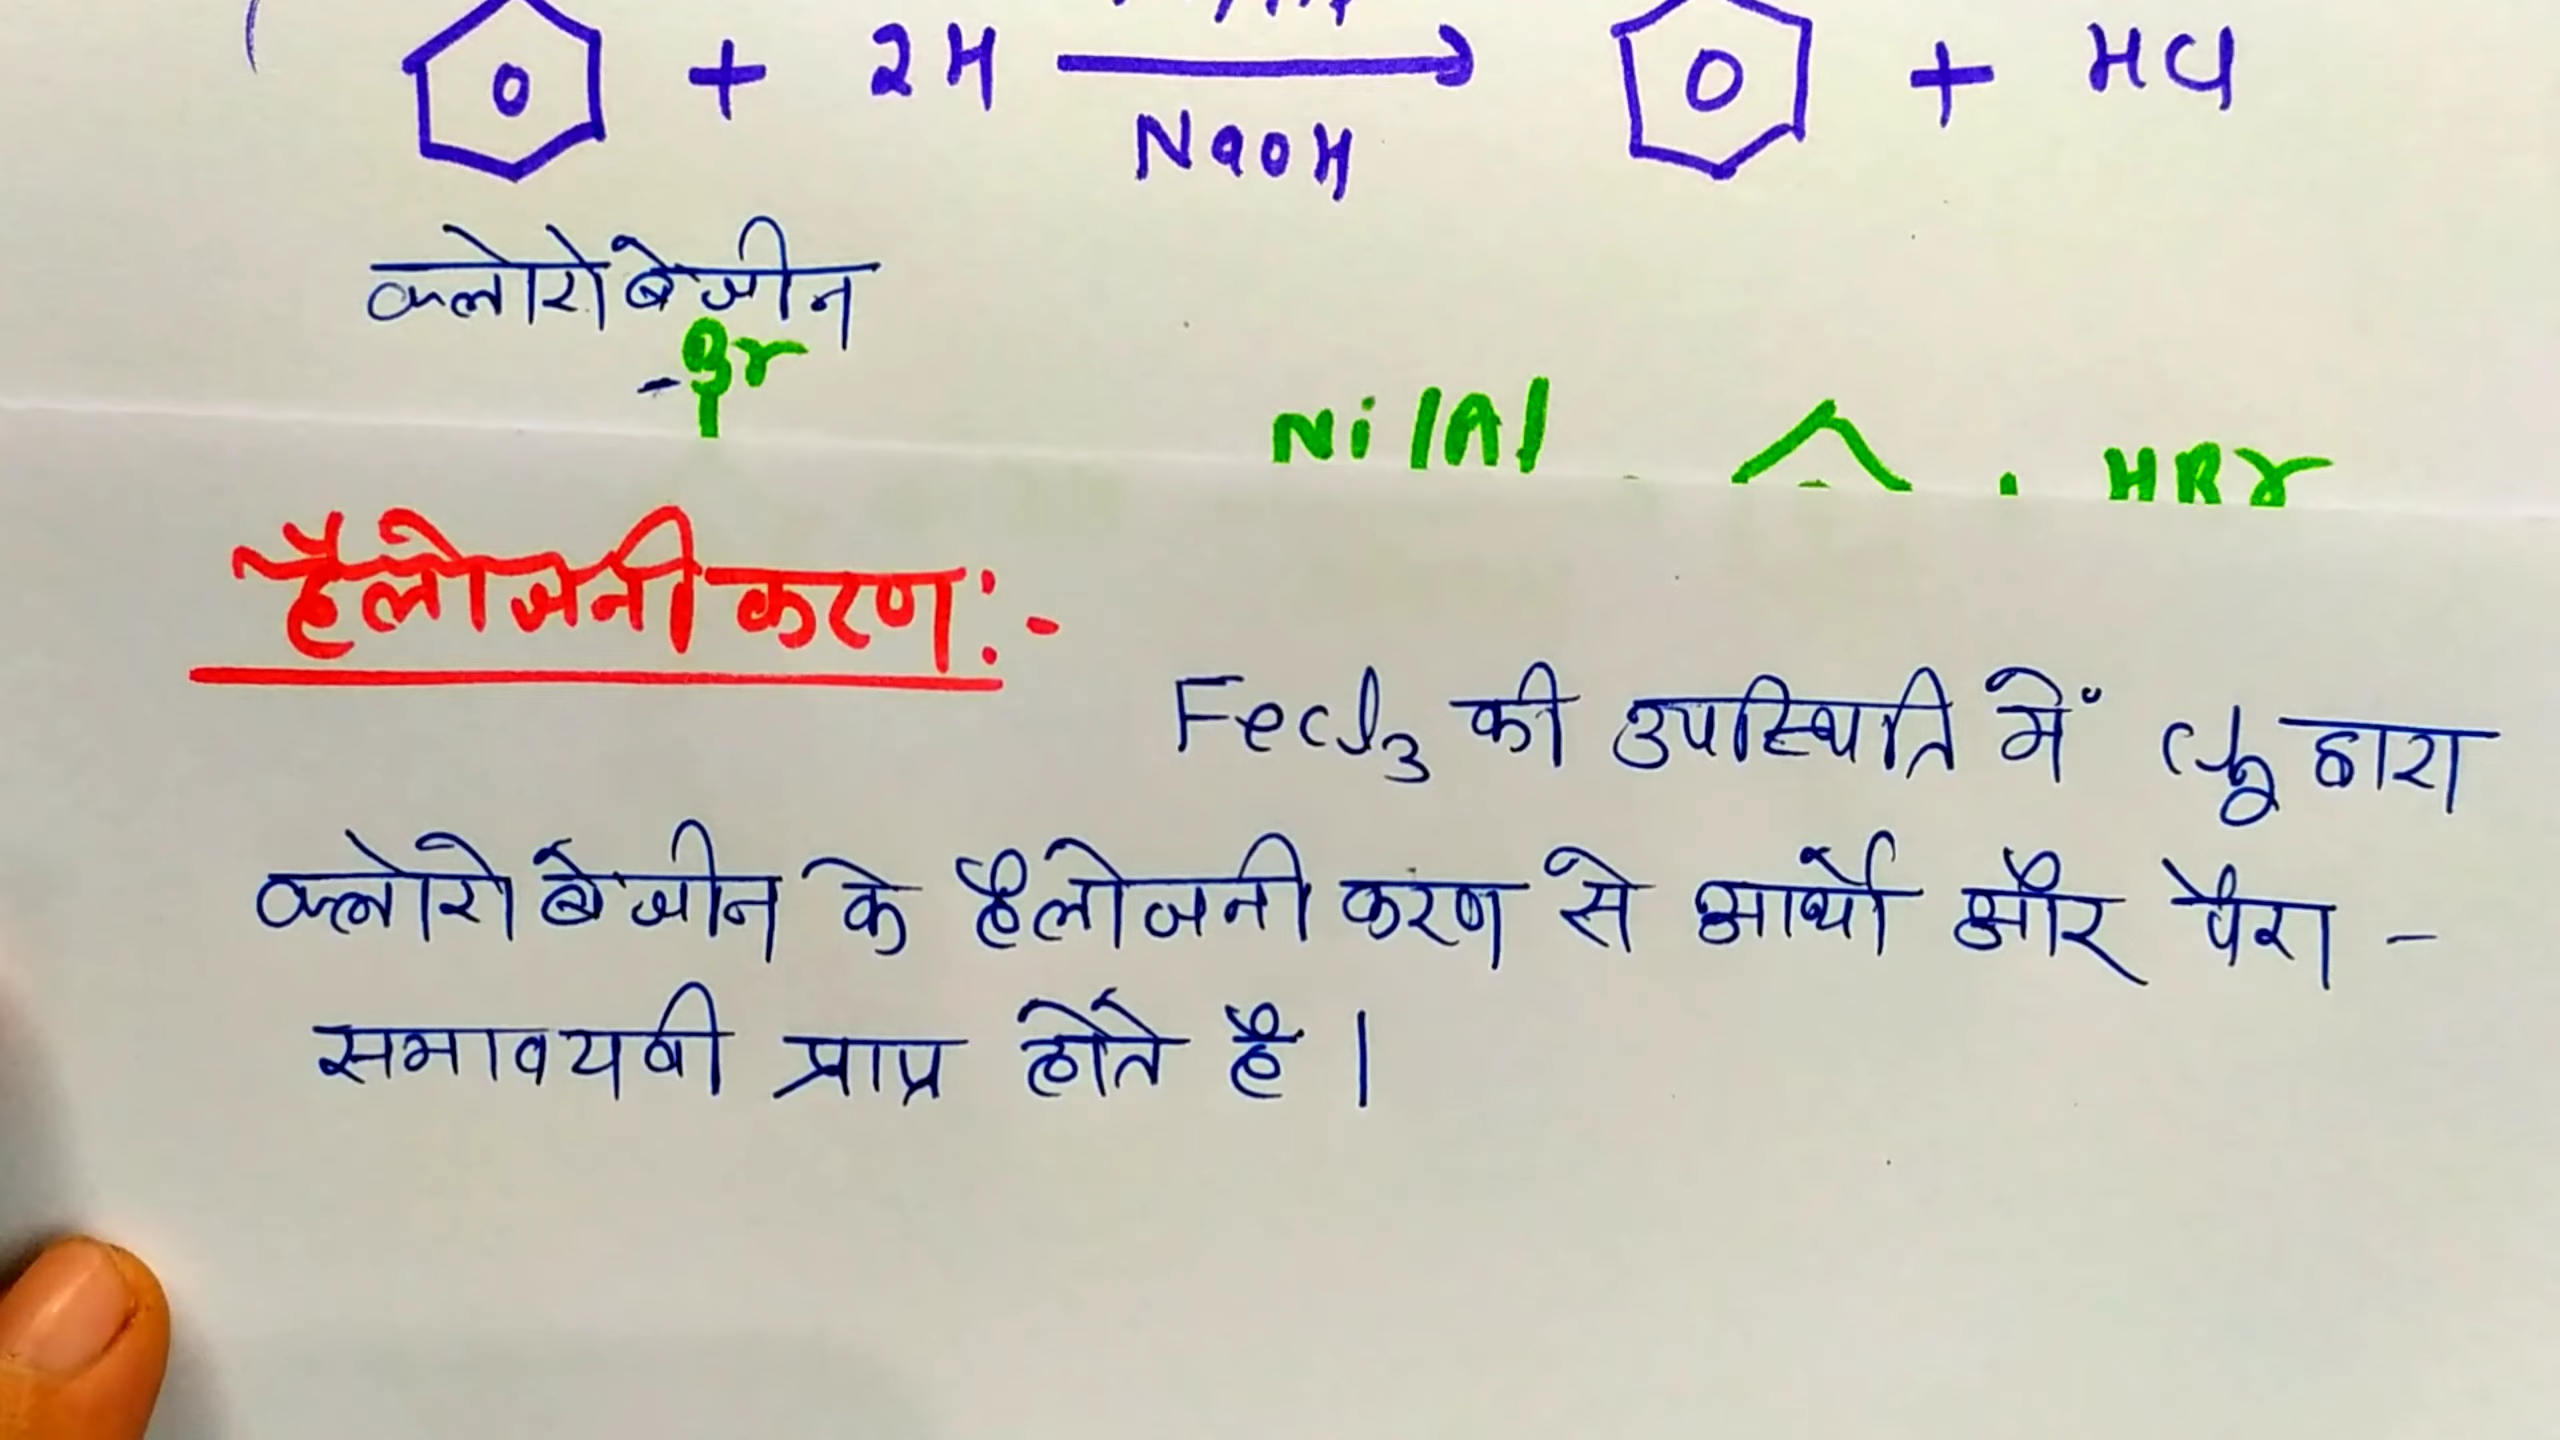 + 2H NaOH + HCl
क्लोरोबेंजीन
Br
Ni/Al HBr
हैलोजनीकरण:-
FeCl3 की उपस्थिति में Cl2 द्वारा
क्लोरोबेंजीन के हैलोजनीकरण से आर्थो और पैरा -
समावयवी प्राप्त होते है।